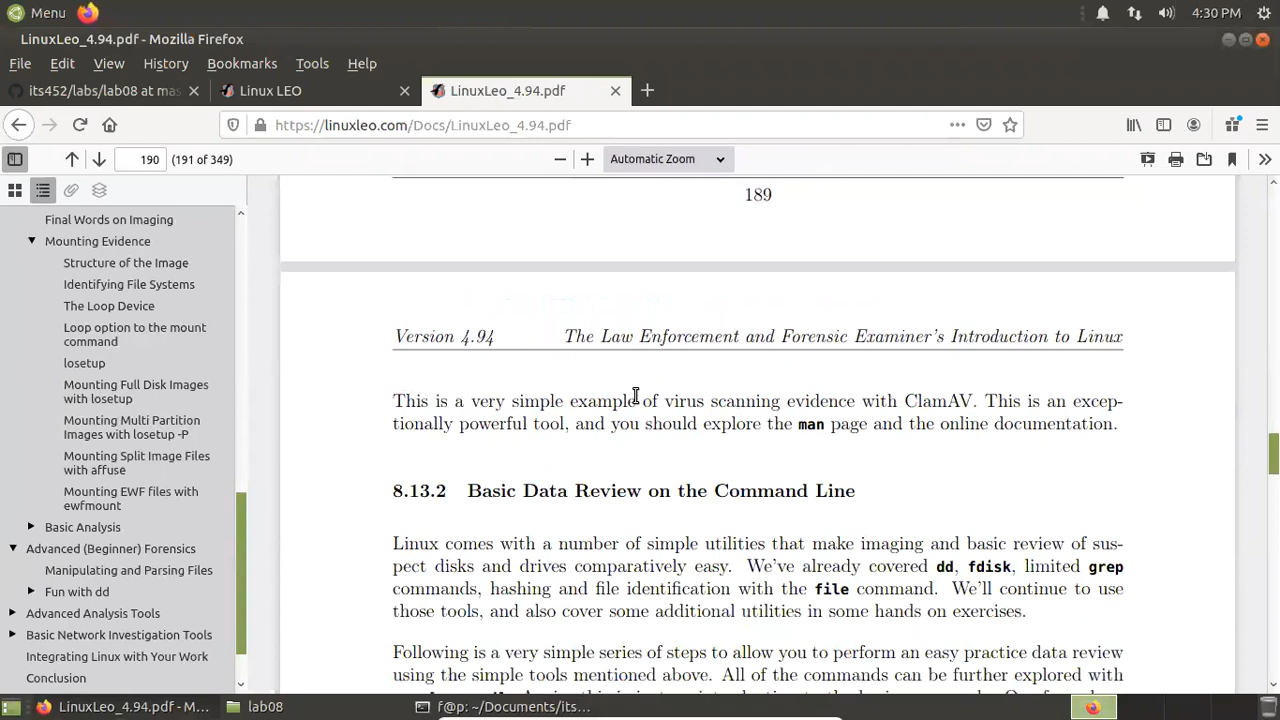 Menu
4:30 PM
LinuxLeo_4.94.pdf - Mozilla Firefox
File Edit View History Bookmarks Tools Help
its452/labs/lab08 at mas
Linux LEO
LinuxLeo_4.94.pdf
https://linuxleo.com/Docs/LinuxLeo_4.94.pdf
190 (191 of 349)
Automatic Zoom
Final Words on Imaging
Mounting Evidence
Structure of the Image
Identifying File Systems
The Loop Device
Loop option to the mount
command
losetup
Mounting Full Disk Images
with losetup
Mounting Multi Partition
Images with losetup -P
Mounting Split Image Files
with affuse
Mounting EWF files with
ewfmount
Basic Analysis
Advanced (Beginner) Forensics
Manipulating and Parsing Files
Fun with dd
Advanced Analysis Tools
Basic Network Investigation Tools
Integrating Linux with Your Work
Conclusion
189
Version 4.94 The Law Enforcement and Forensic Examiner's Introduction to Linux
This is a very simple example of virus scanning evidence with ClamAV. This is an excep-
tionally powerful tool, and you should explore the man page and the online documentation.
8.13.2 Basic Data Review on the Command Line
Linux comes with a number of simple utilities that make imaging and basic review of sus-
pect disks and drives comparatively easy. We've already covered dd, fdisk, limited grep
commands, hashing and file identification with the file command. We'll continue to use
those tools, and also cover some additional utilities in some hands on exercises.
Following is a very simple series of steps to allow you to perform an easy practice data review
using the simple tools mentioned above. All of the commands can be further explored with
LinuxLeo_4.94.pdf - M...
lab08
f@p: ~/Documents/its...